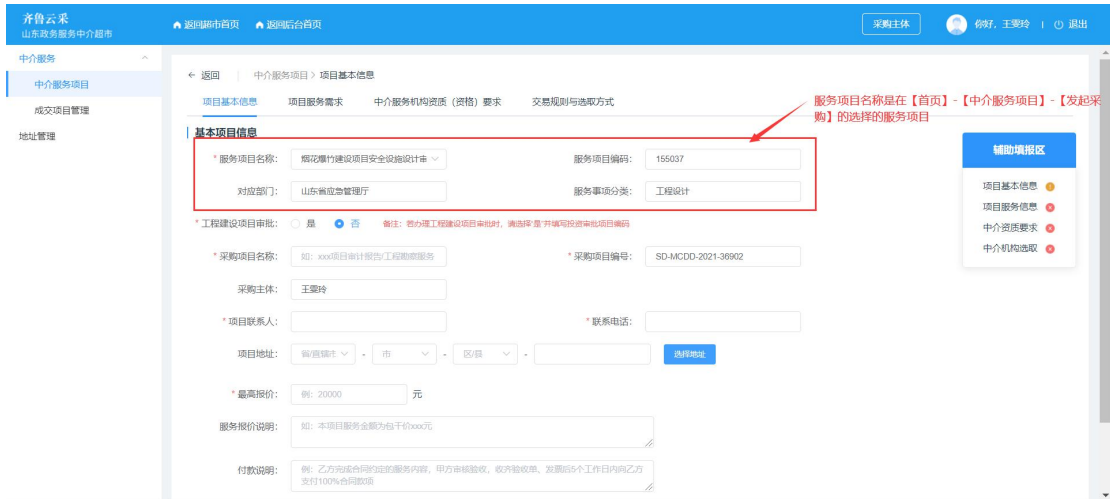 齐鲁云采
山东政务服务中介超市
返回超市首页 返回后台首页
采购主体
你好, 王雯玲 | 退出
中介服务
中介服务项目
成交项目管理
地址管理
← 返回 | 中介服务项目 > 项目基本信息
项目基本信息 项目服务需求 中介服务机构资质（资格）要求 交易规则与选取方式
服务项目名称是在【首页】-【中介服务项目】-【发起采
购】的选择的服务项目
基本项目信息
* 服务项目名称: 烟花爆竹建设项目安全设施设计审 服务项目编码: 155037
对应部门: 山东省应急管理厅 服务事项分类: 工程设计
* 工程建设项目审批: 是 否 备注: 若办理工程建设项目审批时, 请选择'是'并填写投资审批项目编码
* 采购项目名称: 如: xxx项目审计报告/工程勘察服务 * 采购项目编号: SD-MCDD-2021-36902
采购主体: 王雯玲
* 项目联系人: * 联系电话:
项目地址: 省/直辖市 - 市 - 区/县 - 选择地址
* 最高报价: 例: 20000 元
服务报价说明: 如: 本项目服务金额为包干价xxx元
付款说明: 例: 乙方完成合同约定的服务内容, 甲方审核验收, 收齐验收单、发票后5个工作日内向乙方
支付100%合同款项
辅助填报区
项目基本信息
项目服务信息
中介资质要求
中介机构选取